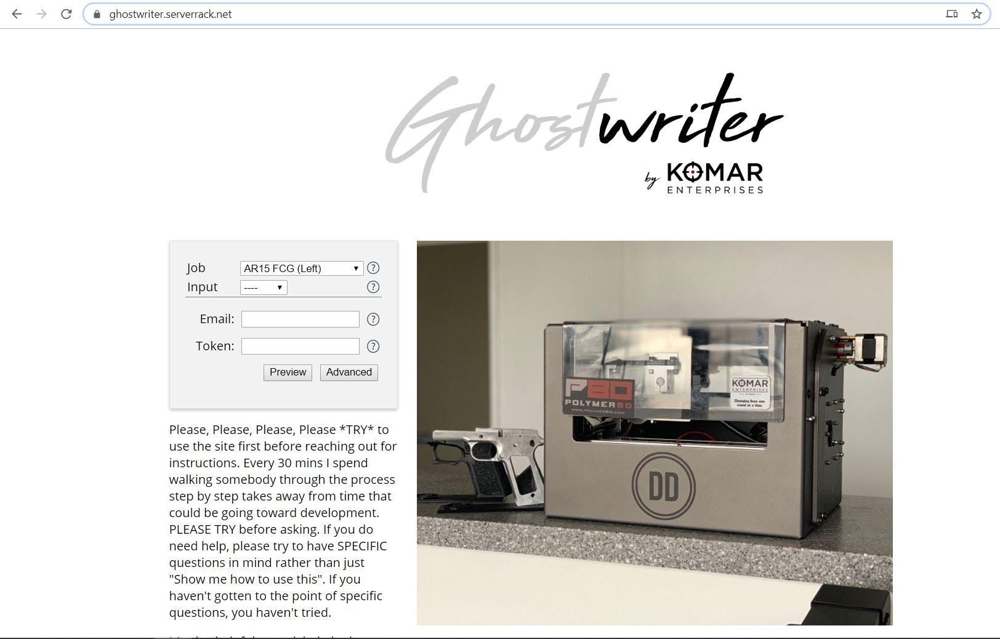 ghostwriter.serverrack.net
Ghostwriter
by KOMAR
ENTERPRISES
Job AR15 FCG (Left) ?
Input ---- ?
Email: ?
Token: ?
Preview Advanced
Please, Please, Please, Please *TRY* to
use the site first before reaching out for
instructions. Every 30 mins I spend
walking somebody through the process
step by step takes away from time that
could be going toward development.
PLEASE TRY before asking. If you do
need help, please try to have SPECIFIC
questions in mind rather than just
"Show me how to use this". If you
haven't gotten to the point of specific
questions, you haven't tried.
P80
POLYMER80
WWW.POLYMER80.COM
KOMAR
ENTERPRISES
Changing lives one
round at a time
DD